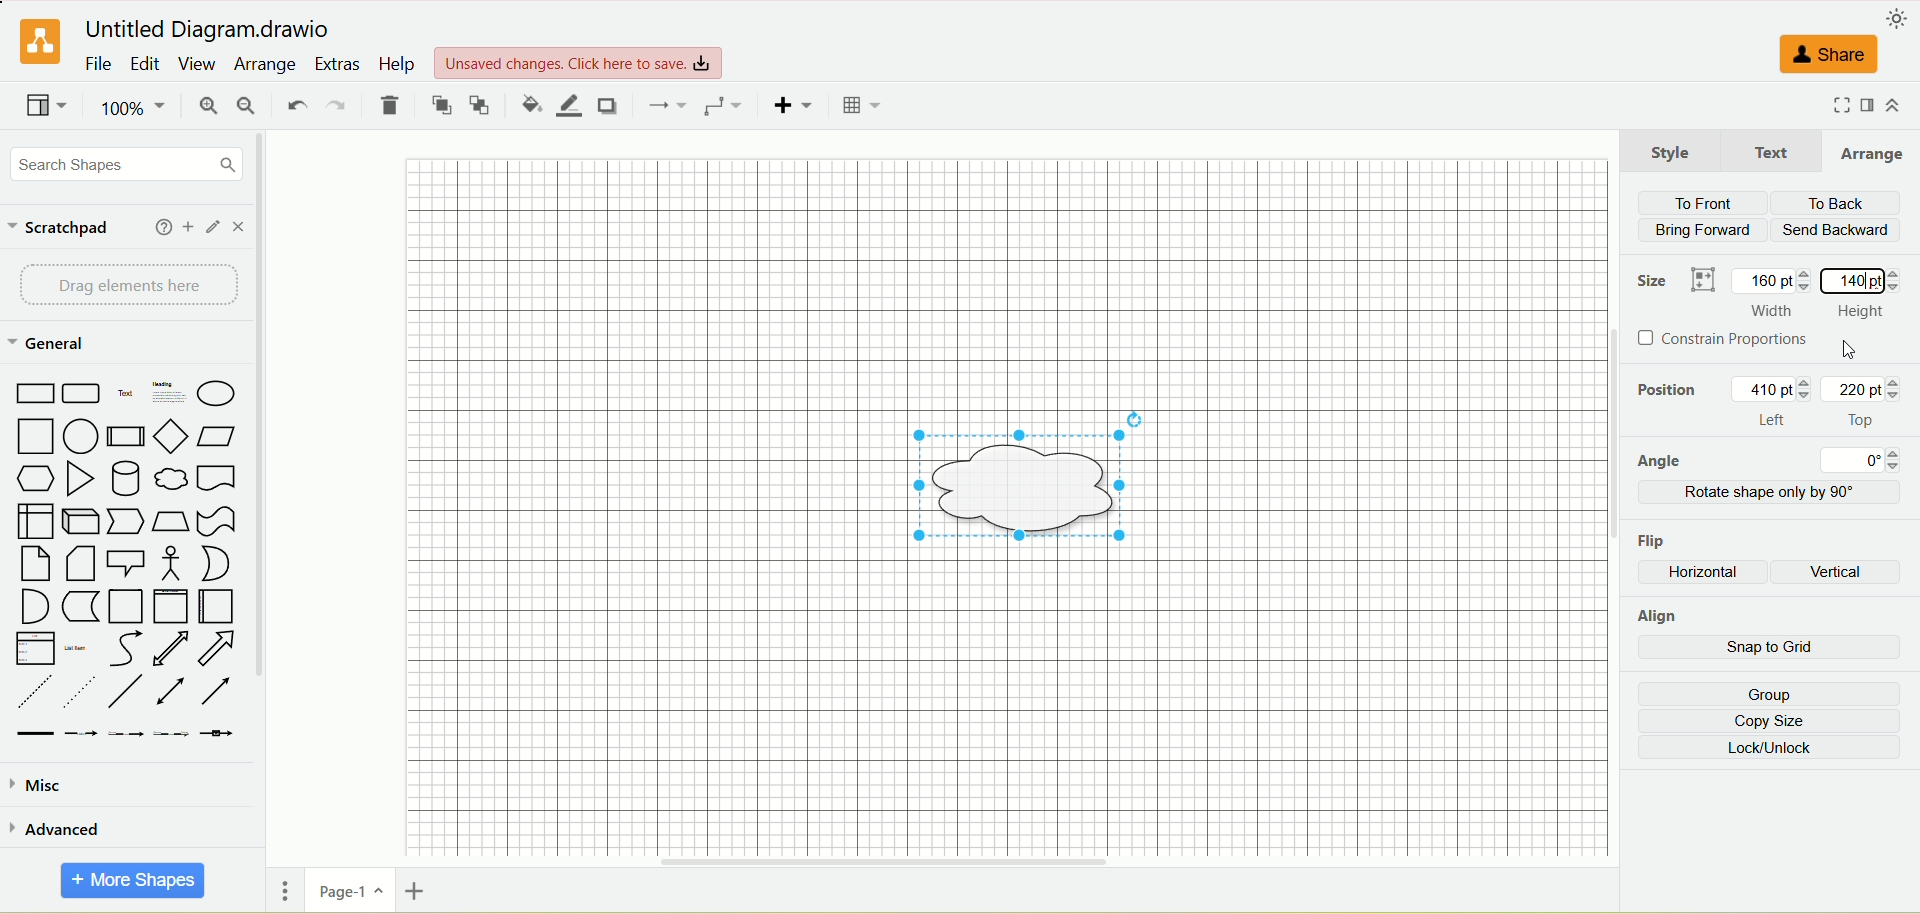 Untitled Diagram.drawio
File Edit View Arrange Extras Help Unsaved changes. Click here to save.
Share
100%
Search Shapes
Scratchpad
Drag elements here
General
Text Heading
List Item
Misc
Advanced
+ More Shapes
Page-1
Style Text Arrange
To Front To Back
Bring Forward Send Backward
Size 160 pt 140 pt
Width Height
Constrain Proportions
Position 410 pt 220 pt
Left Top
Angle 0°
Rotate shape only by 90°
Flip
Horizontal Vertical
Align
Snap to Grid
Group
Copy Size
Lock/Unlock